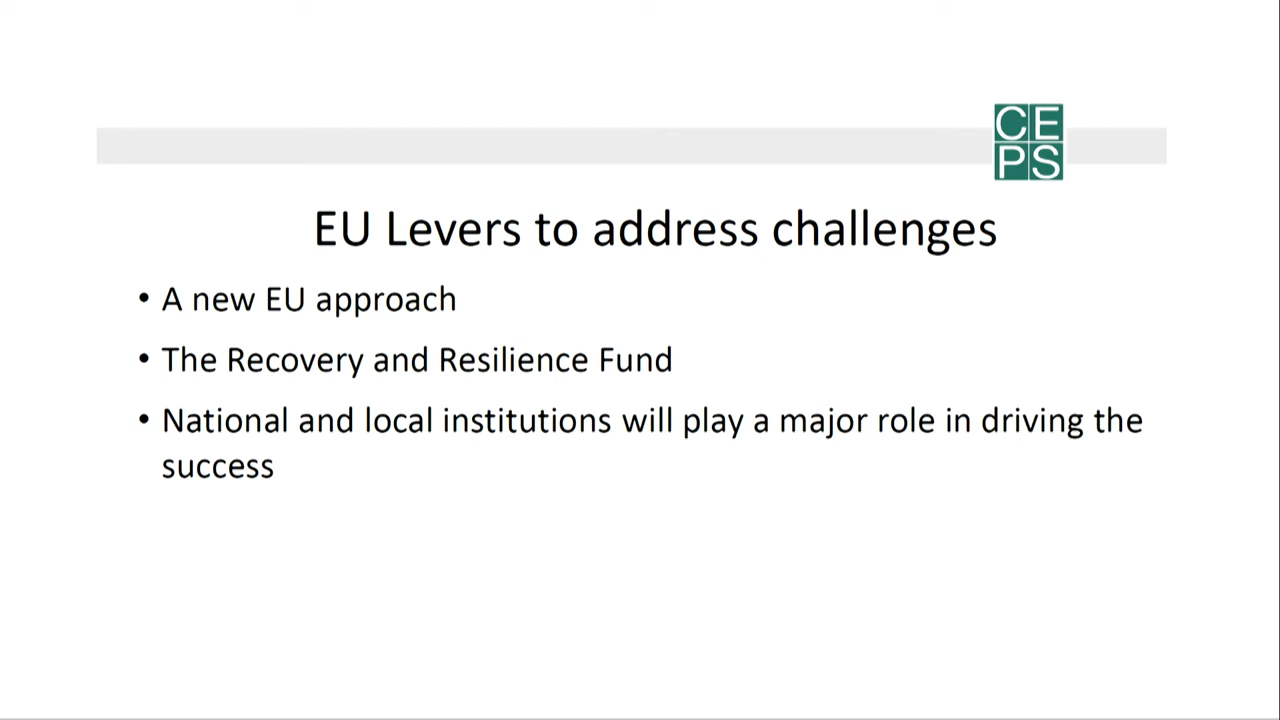 CE
PS
EU Levers to address challenges
• A new EU approach
• The Recovery and Resilience Fund
• National and local institutions will play a major role in driving the
success